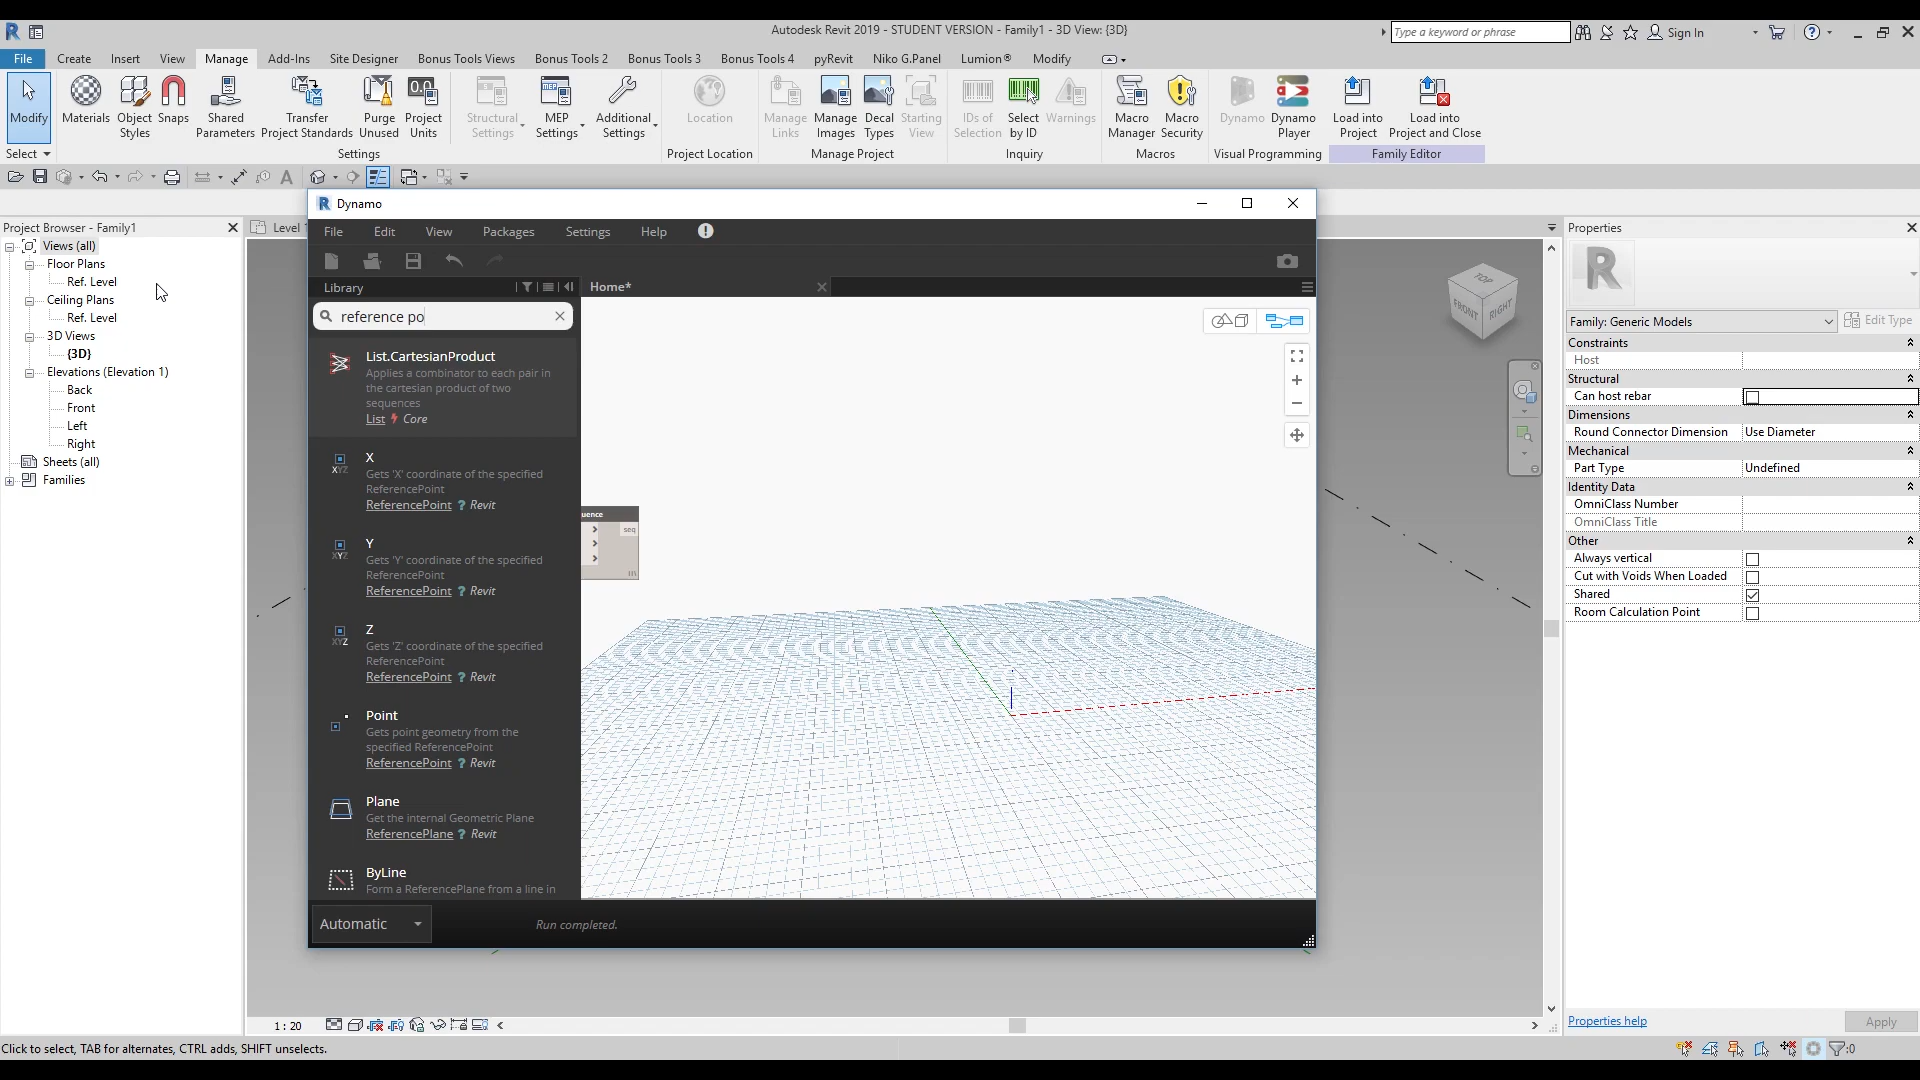 Autodesk Revit 2019 - STUDENT VERSION - Family1 - 3D View: {3D}
Type a keyword or phrase
Sign In
File Create Insert View Manage Add-Ins Site Designer Bonus Tools Views Bonus Tools 2 Bonus Tools 3 Bonus Tools 4 pyRevit Niko G.Panel Lumion® Modify
Modify
Materials
Object Styles
Snaps
Shared Parameters
Transfer Project Standards
Purge Unused
Project Units
Structural Settings
MEP Settings
Additional Settings
Location
Manage Links
Manage Images
Decal Types
Starting View
IDs of Selection
Select by ID
Warnings
Macro Manager
Macro Security
Dynamo
Dynamo Player
Load into Project
Load into Project and Close
Select
Settings
Project Location
Manage Project
Inquiry
Macros
Visual Programming
Family Editor
Project Browser - Family1
Views (all)
Floor Plans
Ref. Level
Ceiling Plans
Ref. Level
3D Views
{3D}
Elevations (Elevation 1)
Back
Front
Left
Right
Sheets (all)
Families
Level
Dynamo
File Edit View Packages Settings Help
Library
Home*
reference po
List.CartesianProduct
Applies a combinator to each pair in
the cartesian product of two
sequences
List Core
X
Gets 'X' coordinate of the specified
ReferencePoint
ReferencePoint ? Revit
Y
Gets 'Y' coordinate of the specified
ReferencePoint
ReferencePoint ? Revit
Z
Gets 'Z' coordinate of the specified
ReferencePoint
ReferencePoint ? Revit
Point
Gets point geometry from the
specified ReferencePoint
ReferencePoint ? Revit
Plane
Get the internal Geometric Plane
ReferencePlane ? Revit
ByLine
Form a ReferencePlane from a line in
uence
seq
Automatic
Run completed.
TOP
FRONT
RIGHT
Properties
Family: Generic Models
Edit Type
Constraints
Host
Structural
Can host rebar
Dimensions
Round Connector Dimension Use Diameter
Mechanical
Part Type Undefined
Identity Data
OmniClass Number
OmniClass Title
Other
Always vertical
Cut with Voids When Loaded
Shared
Room Calculation Point
Properties help
Apply
1 : 20
Click to select, TAB for alternates, CTRL adds, SHIFT unselects.
:0